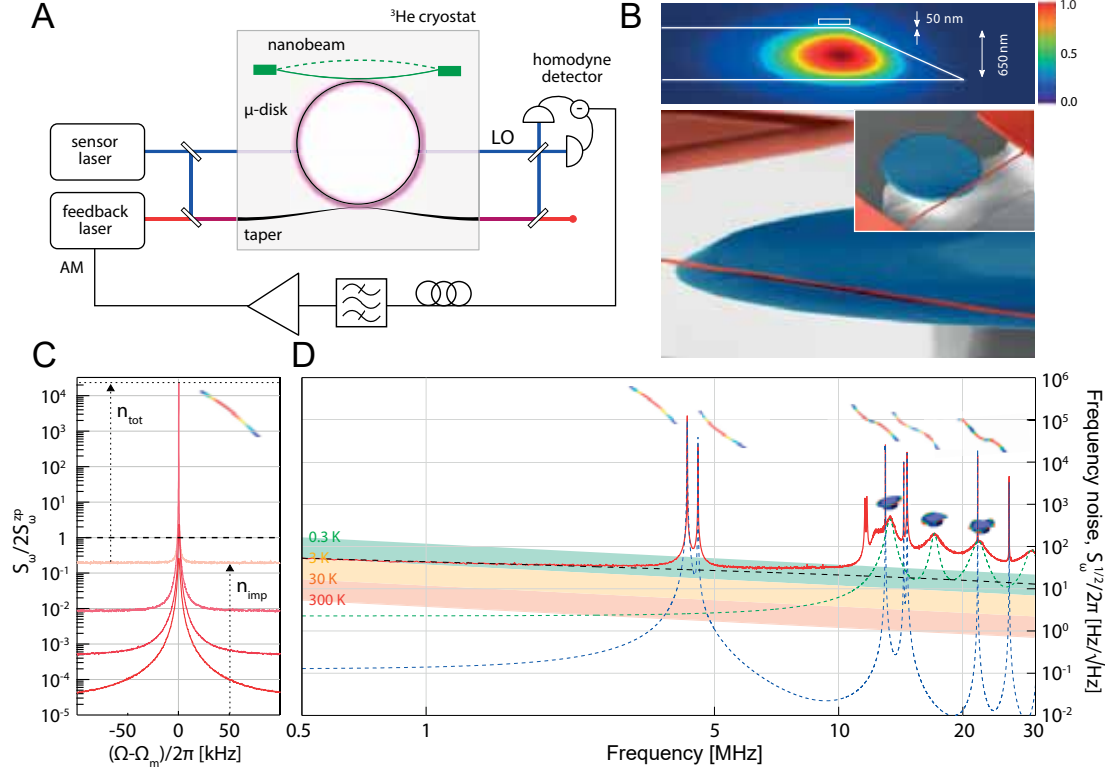 A
³He cryostat
nanobeam
μ-disk
homodyne
detector
-
LO
sensor
laser
feedback
laser
taper
AM
B
50 nm
650nm
1.0
0.5
0.0
C
n_tot
n_imp
10⁴
10³
10²
10¹
1
10⁻¹
10⁻²
10⁻³
10⁻⁴
10⁻⁵
S_ω/2S_ω^zp
-50
0
50
(Ω-Ω_m)/2π [kHz]
D
0.3 K
3 K
30 K
300 K
10⁶
10⁵
10⁴
10³
10²
10¹
10⁰
10⁻¹
10⁻²
Frequency noise, S_ω^1/2/2π [Hz/√Hz]
0.5
1
5
10
20
30
Frequency [MHz]